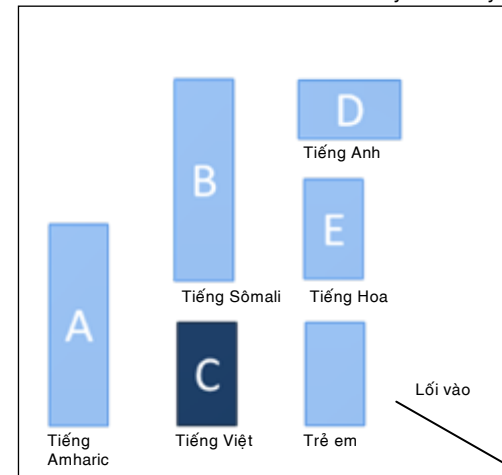 D
Tiếng Anh
B
E
Tiếng Sômali
Tiếng Hoa
A
C
Lối vào
Tiếng
Amharic
Tiếng Việt
Trẻ em